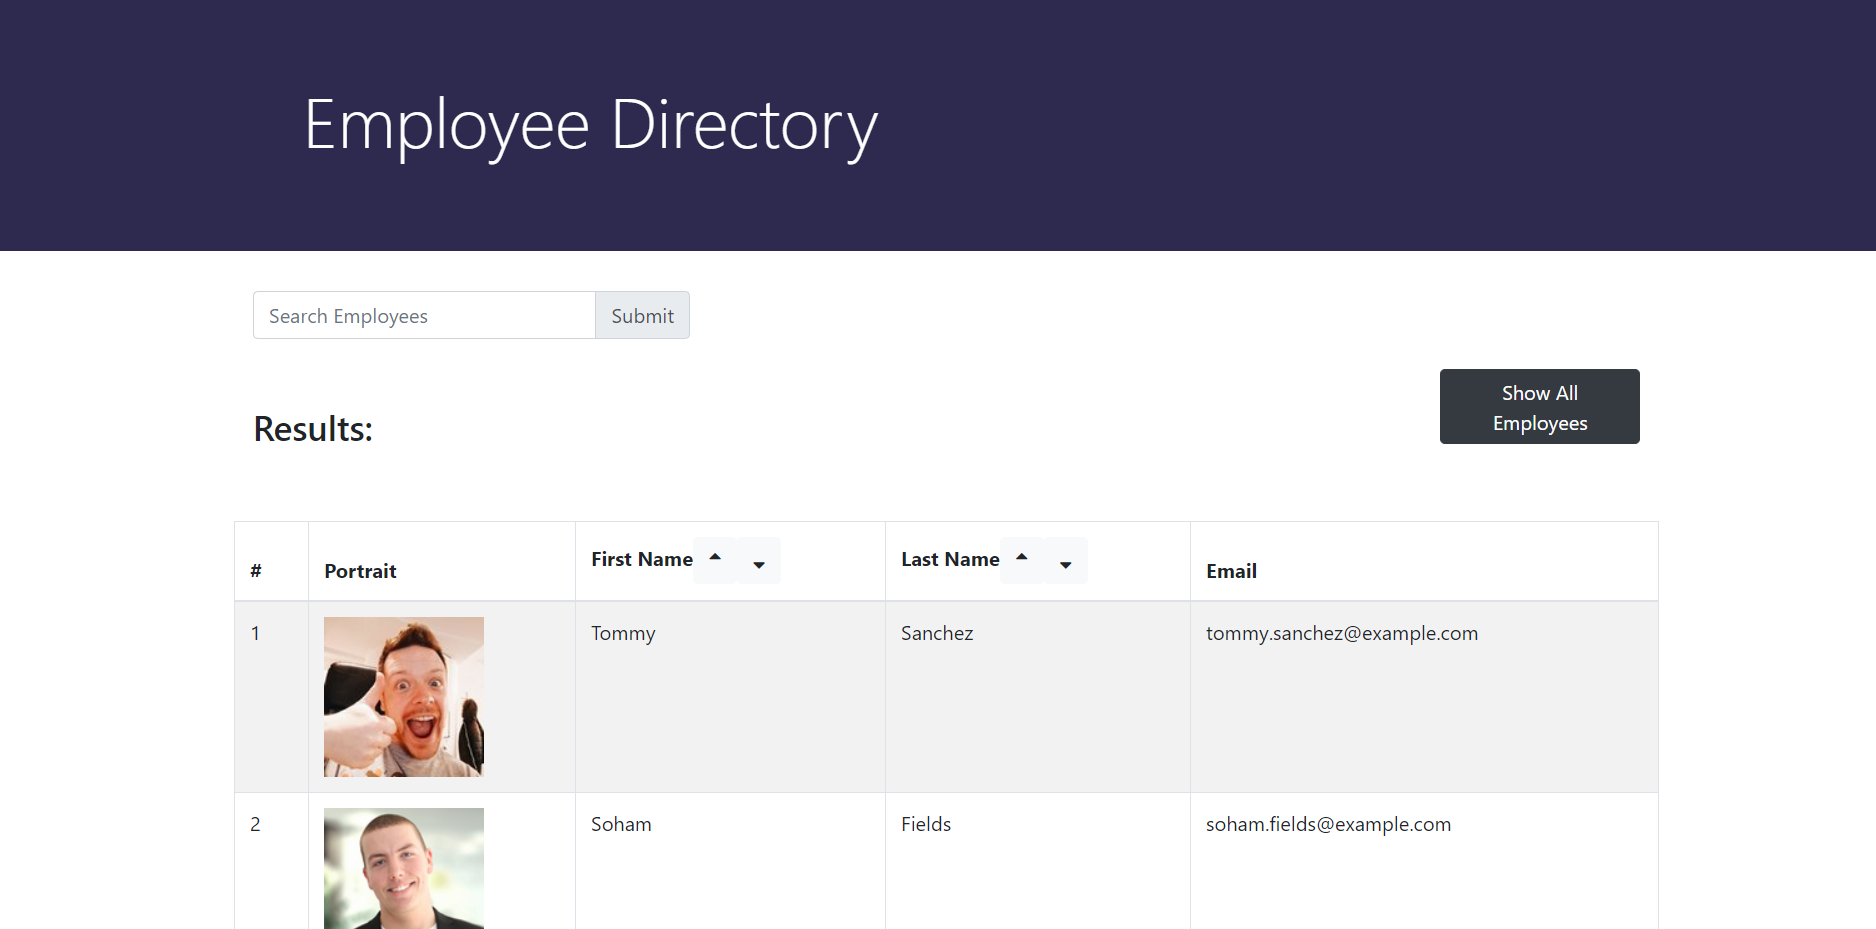 Employee Directory
Search Employees
Submit
Show All
Employees
Results:
# Portrait First Name Last Name Email
1 Tommy Sanchez tommy.sanchez@example.com
2 Soham Fields soham.fields@example.com